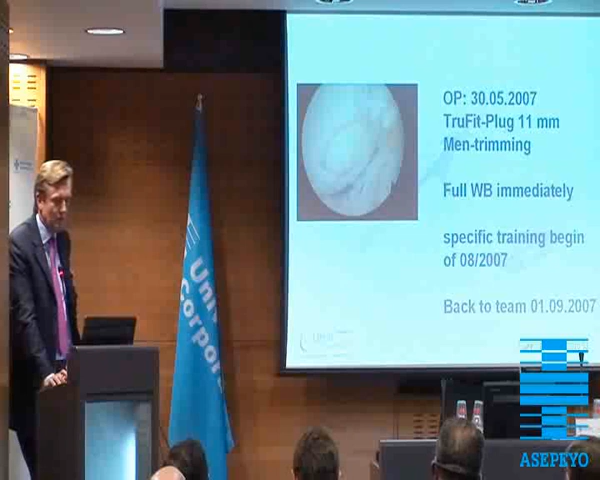 OP: 30.05.2007
TruFit-Plug 11 mm
Men-trimming
Full WB immediately
specific training begin
of 08/2007
Back to team 01.09.2007
ASEPEYO